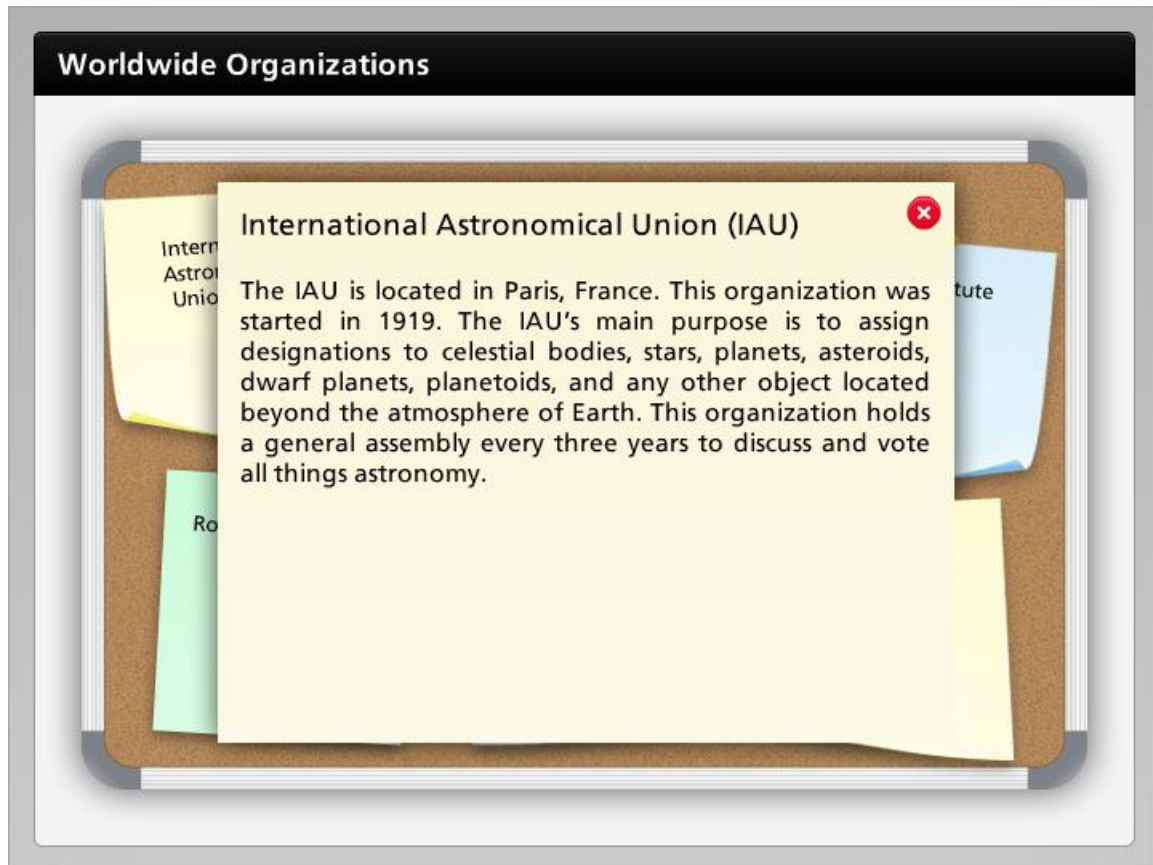 Worldwide Organizations
International Astronomical Union (IAU)
The IAU is located in Paris, France. This organization was
started in 1919. The IAU's main purpose is to assign
designations to celestial bodies, stars, planets, asteroids,
dwarf planets, planetoids, and any other object located
beyond the atmosphere of Earth. This organization holds
a general assembly every three years to discuss and vote
all things astronomy.
Intern
Astro
Unio
tute
Ro